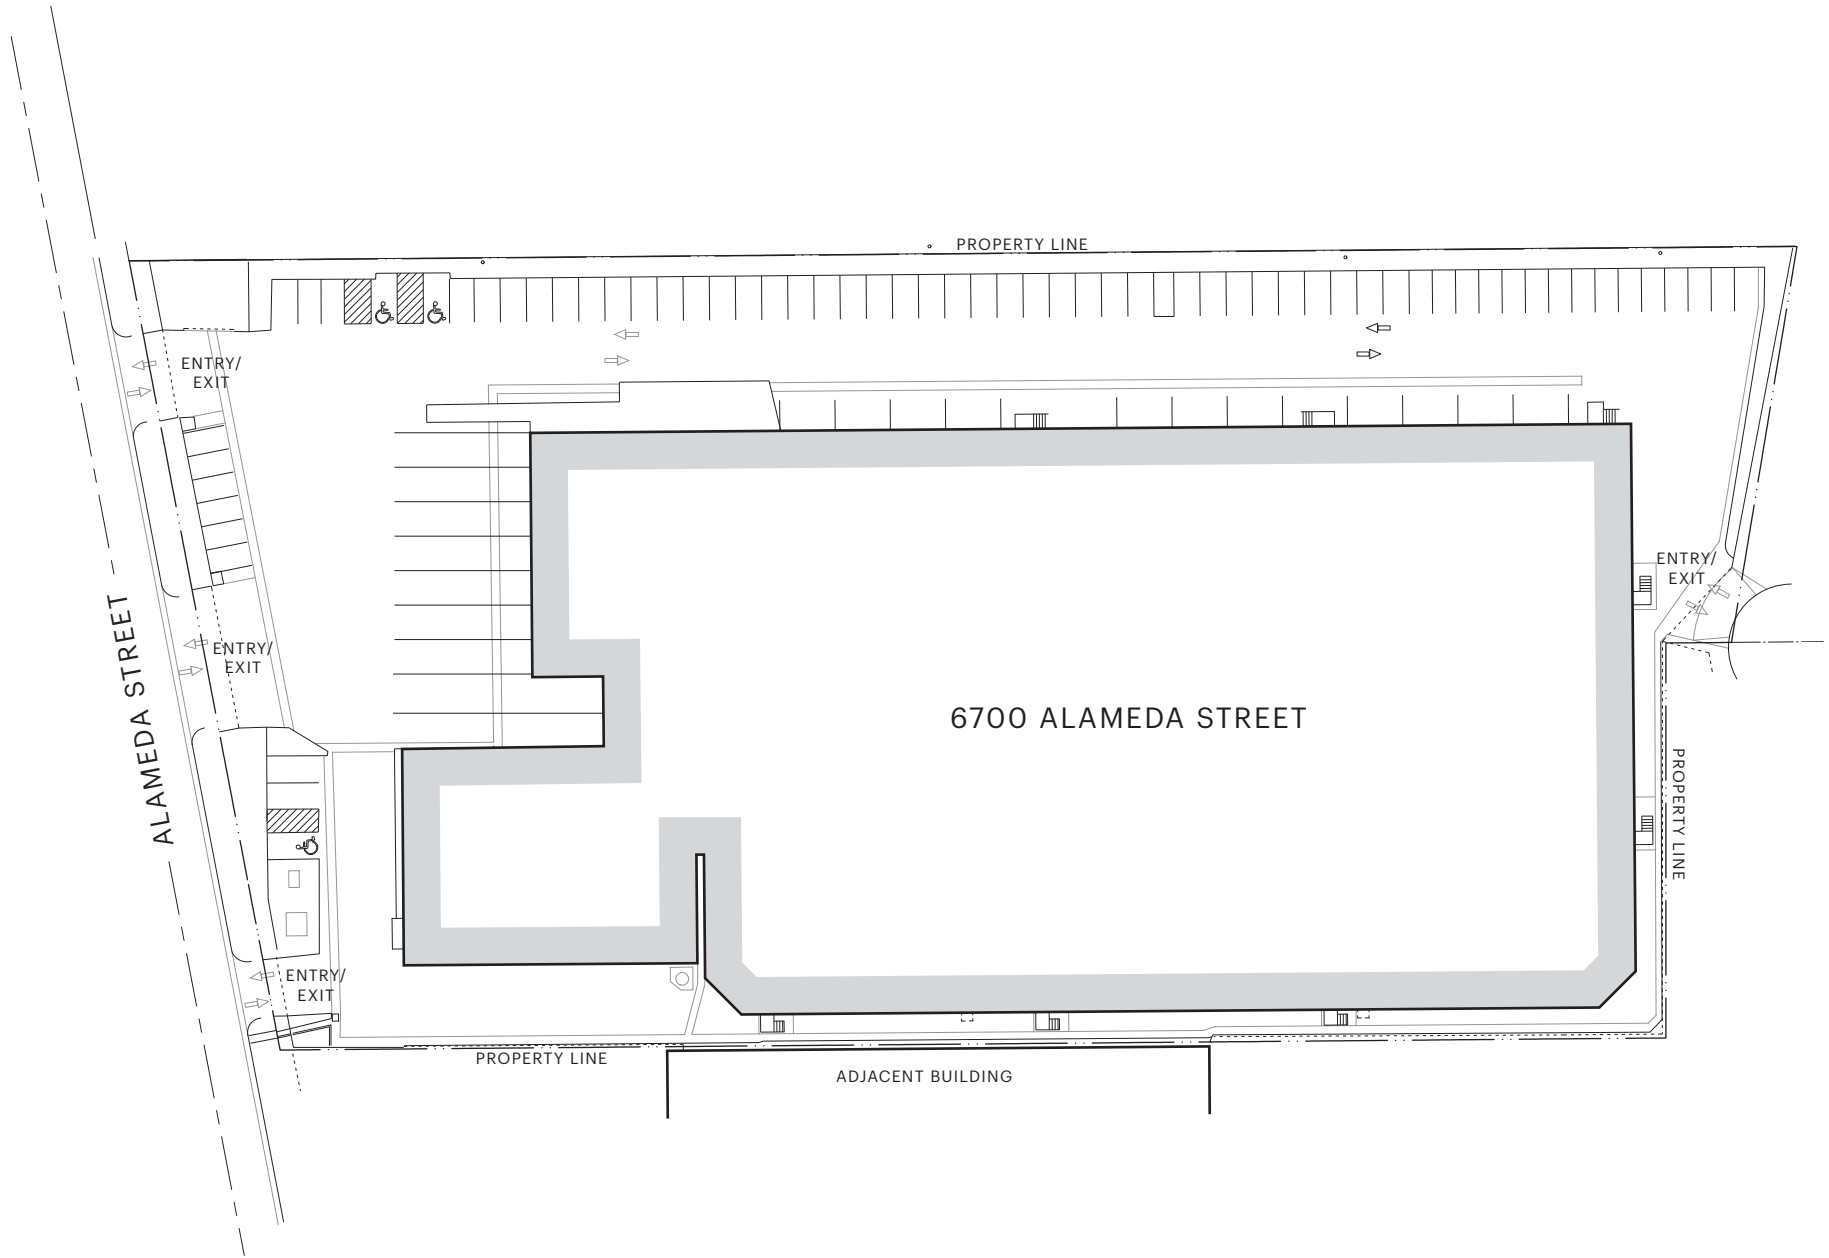 PROPERTY LINE
ENTRY/
EXIT
ENTRY/
EXIT
ENTRY/
EXIT
ALAMEDA STREET
6700 ALAMEDA STREET
PROPERTY LINE
ENTRY/
EXIT
PROPERTY LINE
ADJACENT BUILDING